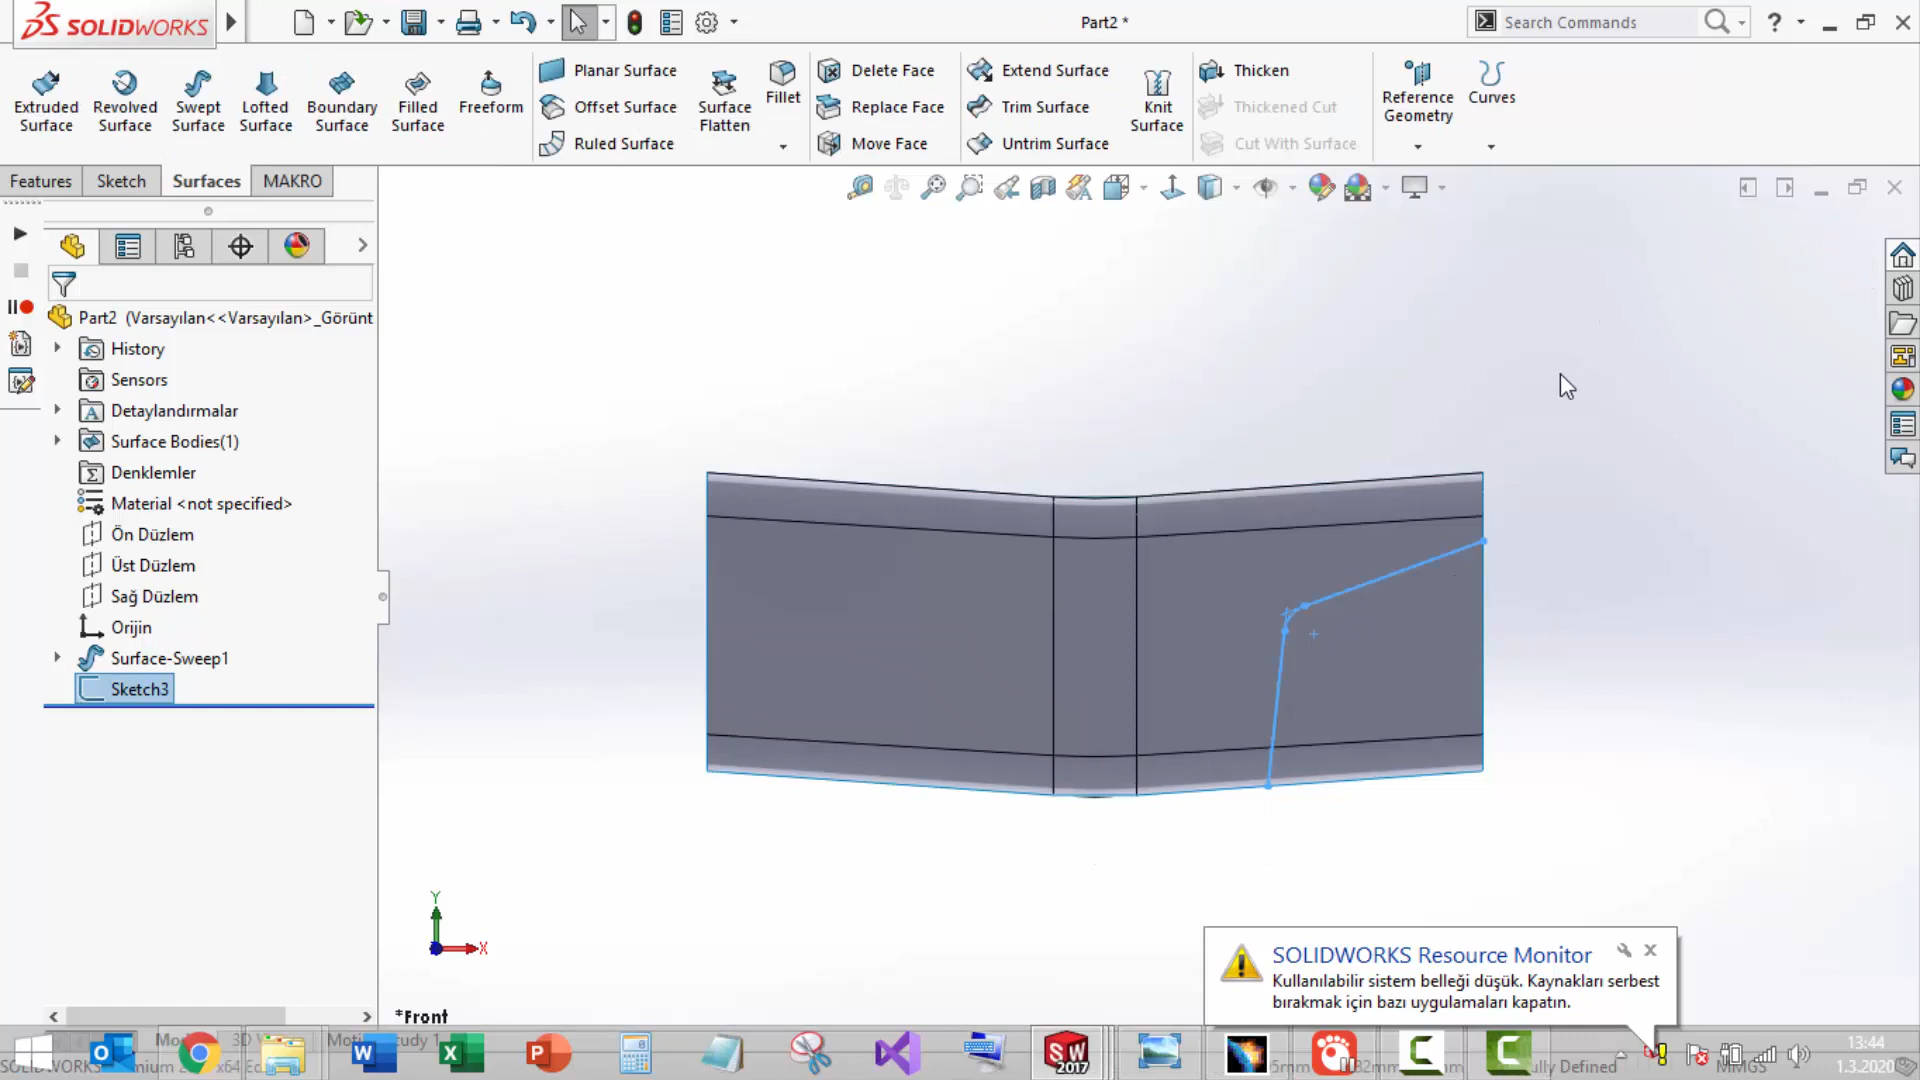 SOLIDWORKS
Part2 *
Search Commands
Extruded Surface
Revolved Surface
Swept Surface
Lofted Surface
Boundary Surface
Filled Surface
Freeform
Planar Surface
Offset Surface
Ruled Surface
Surface Flatten
Fillet
Delete Face
Replace Face
Move Face
Extend Surface
Trim Surface
Untrim Surface
Knit Surface
Thicken
Thickened Cut
Cut With Surface
Reference Geometry
Curves
Features
Sketch
Surfaces
MAKRO
Part2 (Varsayılan<<Varsayılan>_Görünt
History
Sensors
Detaylandırmalar
Surface Bodies(1)
Denklemler
Material <not specified>
Ön Düzlem
Üst Düzlem
Sağ Düzlem
Orijin
Surface-Sweep1
Sketch3
Y
X
*Front
SOLIDWORKS Resource Monitor
Kullanılabilir sistem belleği düşük. Kaynakları serbest
bırakmak için bazı uygulamaları kapatın.
SW
2017
13:44
1.3.2020
MMGS